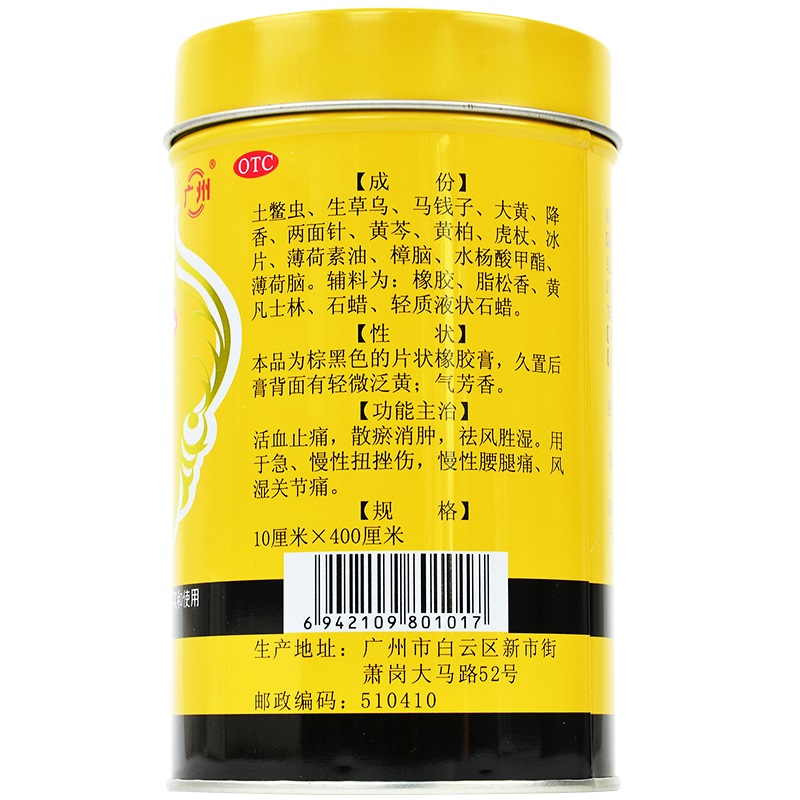 广州®
OTC
【成 份】
土鳖虫、生草乌、马钱子、大黄、降
香、两面针、黄芩、黄柏、虎杖、冰
片、薄荷素油、樟脑、水杨酸甲酯、
薄荷脑。辅料为：橡胶、脂松香、黄
凡士林、石蜡、轻质液状石蜡。
【性 状】
本品为棕黑色的片状橡胶膏，久置后
膏背面有轻微泛黄；气芳香。
【功能主治】
活血止痛，散瘀消肿，祛风胜湿。用
于急、慢性扭挫伤，慢性腰腿痛、风
湿关节痛。
【规 格】
10厘米×400厘米
6 942109 801017
买和使用
生产地址：广州市白云区新市街
萧岗大马路52号
邮政编码：510410